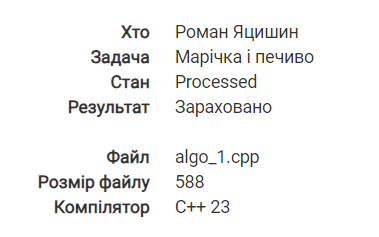 Хто Роман Яцишин
Задача Марічка і печиво
Стан Processed
Результат Зараховано
Файл algo_1.cpp
Розмір файлу 588
Компілятор C++ 23